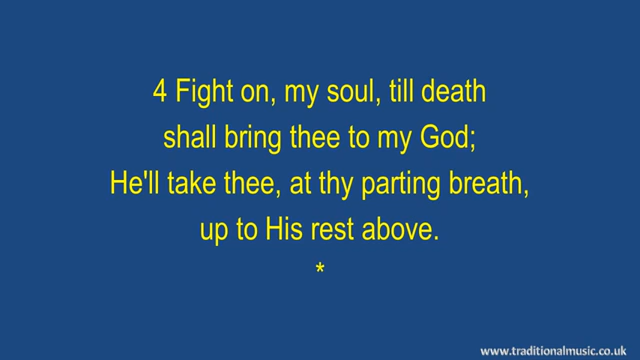 4 Fight on, my soul, till death
shall bring thee to my God;
He'll take thee, at thy parting breath,
up to His rest above.
*
www.traditionalmusic.co.uk